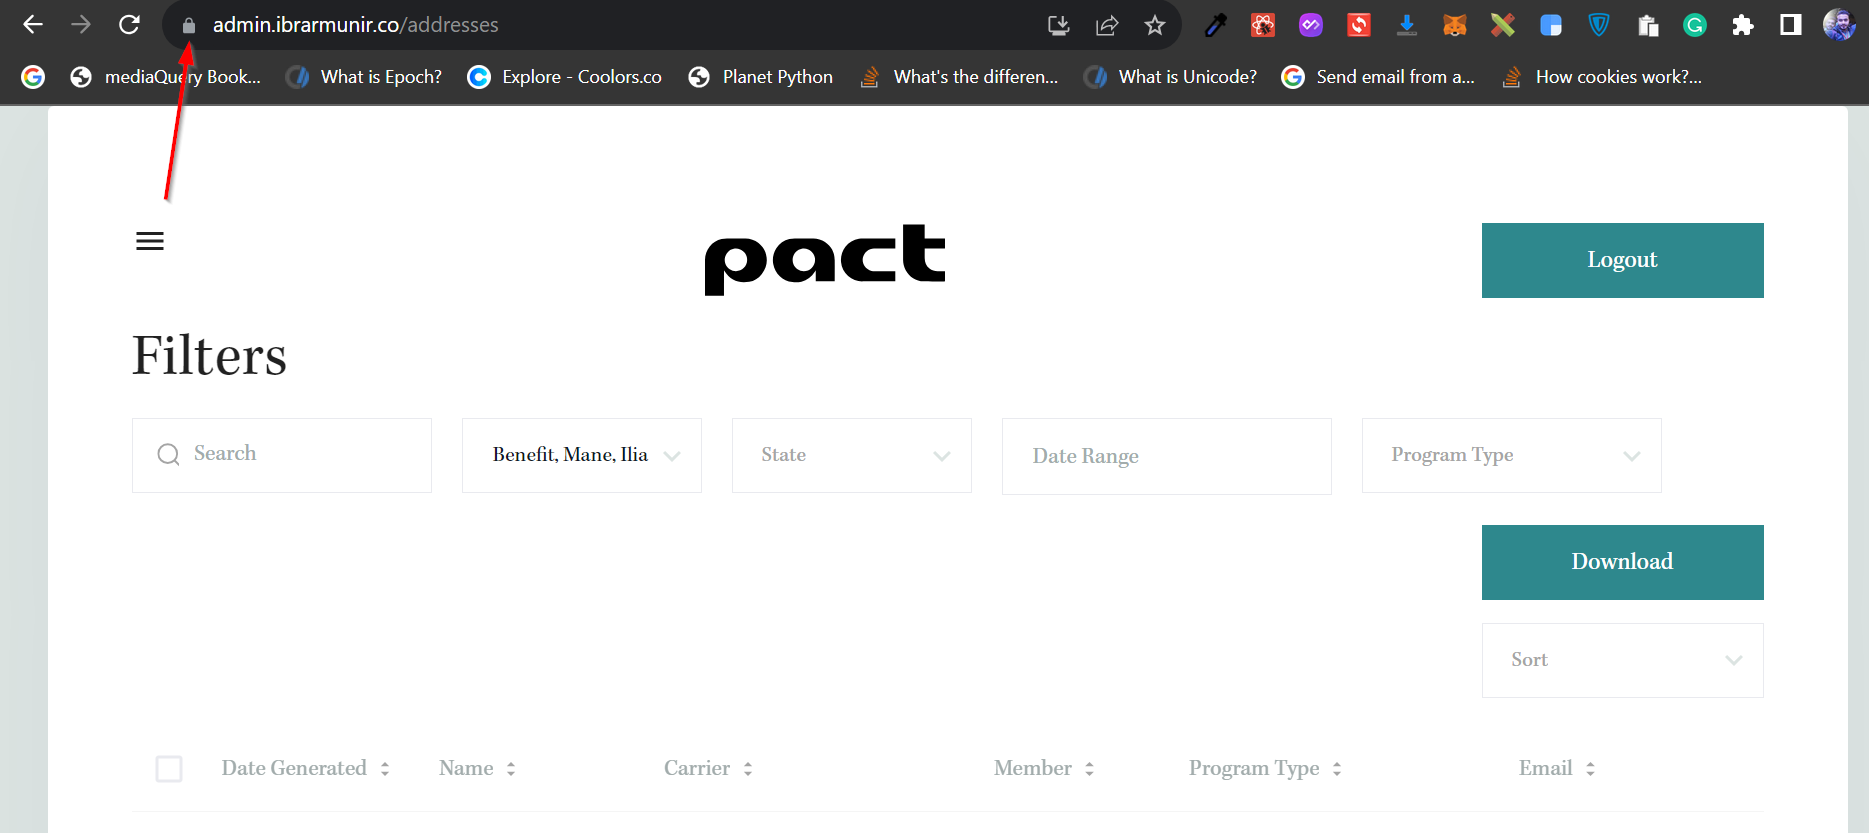 admin.ibrarmunir.co/addresses
mediaQuery Book... What is Epoch? Explore - Coolors.co Planet Python What's the differen... What is Unicode? Send email from a... How cookies work?...
pact
Logout
Filters
Search Benefit, Mane, Ilia State Date Range Program Type
Download
Sort
Date Generated Name Carrier Member Program Type Email